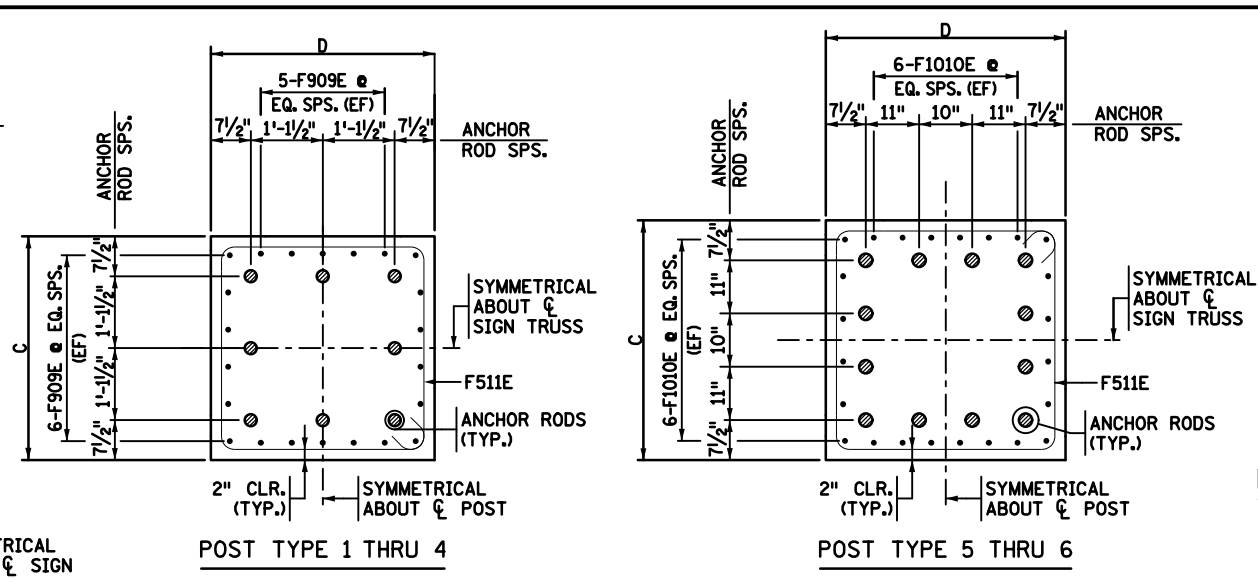 D
5-F909E @
EQ. SPS. (EF)
7½" 1'-1½" 1'-1½" 7½"
ANCHOR
ROD SPS.
ANCHOR
ROD SPS.
C
6-F909E @ EQ. SPS.
(EF)
7½" 1'-1½" 1'-1½" 7½"
SYMMETRICAL
ABOUT ℄
SIGN TRUSS
F511E
ANCHOR RODS
(TYP.)
2" CLR.
(TYP.)
SYMMETRICAL
ABOUT ℄ POST
POST TYPE 1 THRU 4
TRICAL
℄ SIGN
D
6-F1010E @
EQ. SPS. (EF)
7½" 11" 10" 11" 7½"
ANCHOR
ROD SPS.
ANCHOR
ROD SPS.
C
6-F1010E @ EQ. SPS.
(EF)
7½" 11" 10" 11" 7½"
SYMMETRICAL
ABOUT ℄
SIGN TRUSS
F511E
ANCHOR RODS
(TYP.)
2" CLR.
(TYP.)
SYMMETRICAL
ABOUT ℄ POST
POST TYPE 5 THRU 6